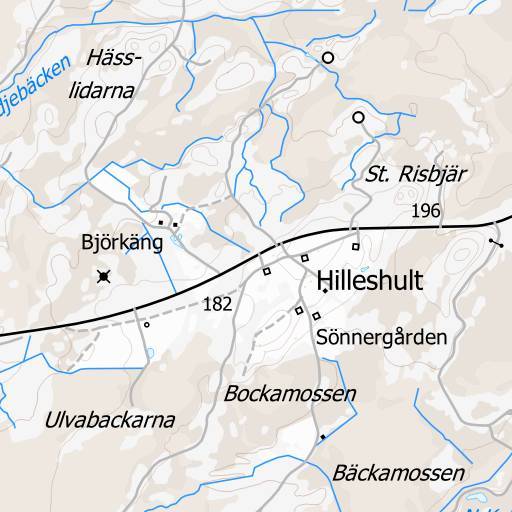 Häss-
lidarna
St. Risbjär
196
Björkäng
Hilleshult
182
Sönnergården
Bockamossen
Ulvabackarna
Bäckamossen